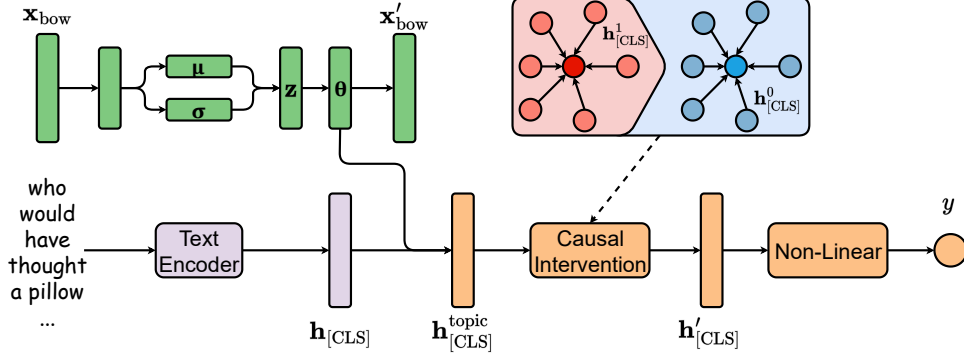 x_bow
x′_bow
μ
σ
z
θ
h^1_[CLS]
h^0_[CLS]
who
would
have
thought
a pillow
...
Text
Encoder
Causal
Intervention
Non-Linear
y
h_[CLS]
h^topic_[CLS]
h′_[CLS]